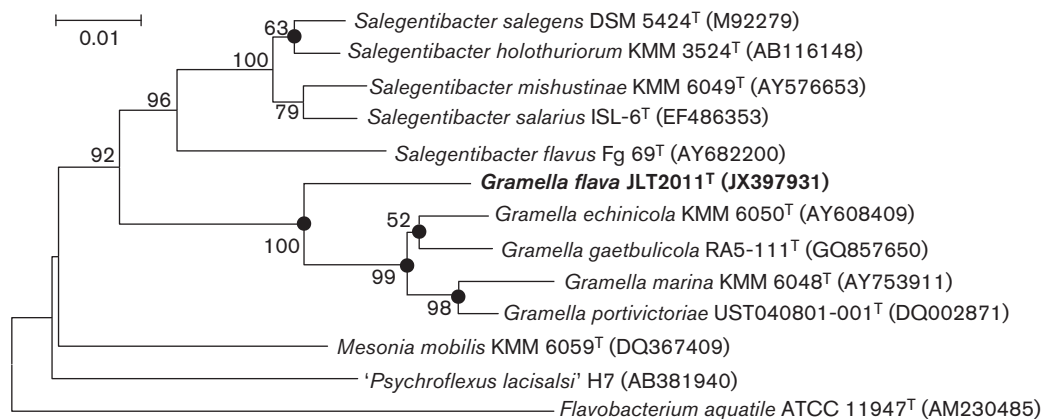 0.01
63
Salegentibacter salegens DSM 5424ᵀ (M92279)
Salegentibacter holothuriorum KMM 3524ᵀ (AB116148)
100
Salegentibacter mishustinae KMM 6049ᵀ (AY576653)
96
79
Salegentibacter salarius ISL-6ᵀ (EF486353)
92
Salegentibacter flavus Fg 69ᵀ (AY682200)
Gramella flava JLT2011ᵀ (JX397931)
52
Gramella echinicola KMM 6050ᵀ (AY608409)
100
Gramella gaetbulicola RA5-111ᵀ (GQ857650)
99
Gramella marina KMM 6048ᵀ (AY753911)
98
Gramella portivictoriae UST040801-001ᵀ (DQ002871)
Mesonia mobilis KMM 6059ᵀ (DQ367409)
‘Psychroflexus lacisalsi’ H7 (AB381940)
Flavobacterium aquatile ATCC 11947ᵀ (AM230485)